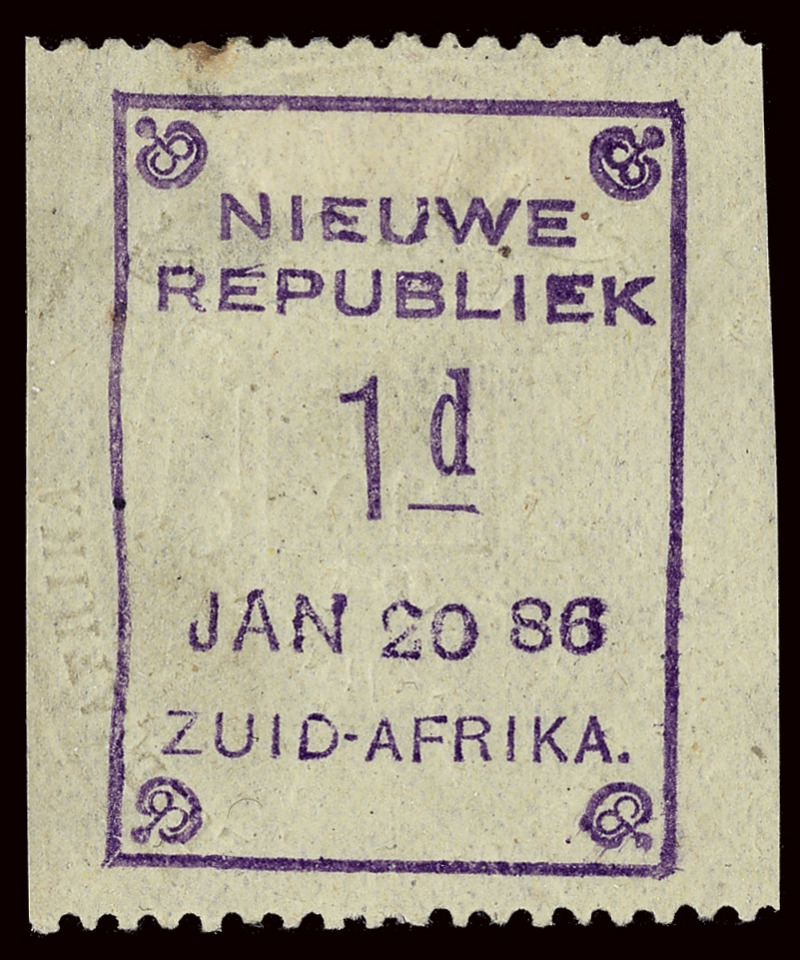 NIEUWE
REPUBLIEK
1d
JAN 20 86
ZUID-AFRIKA.